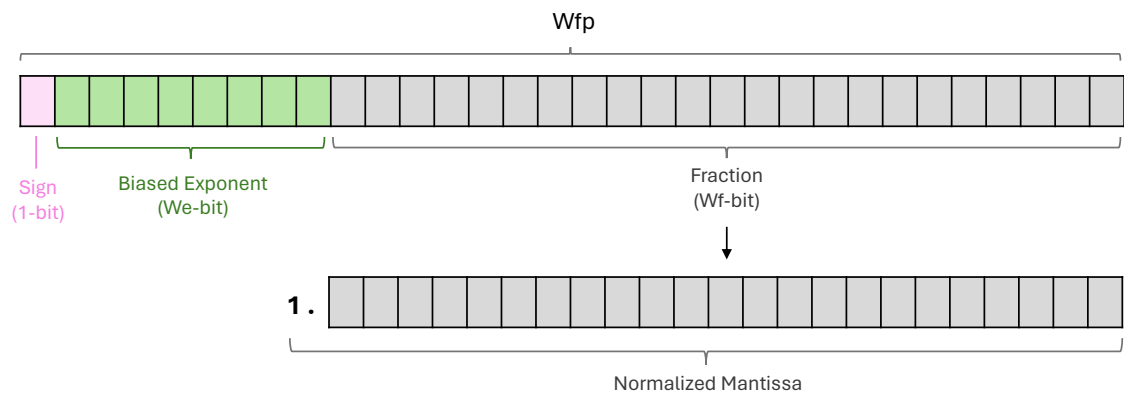 Wfp
Sign
(1-bit)
Biased Exponent
(We-bit)
Fraction
(Wf-bit)
1.
Normalized Mantissa